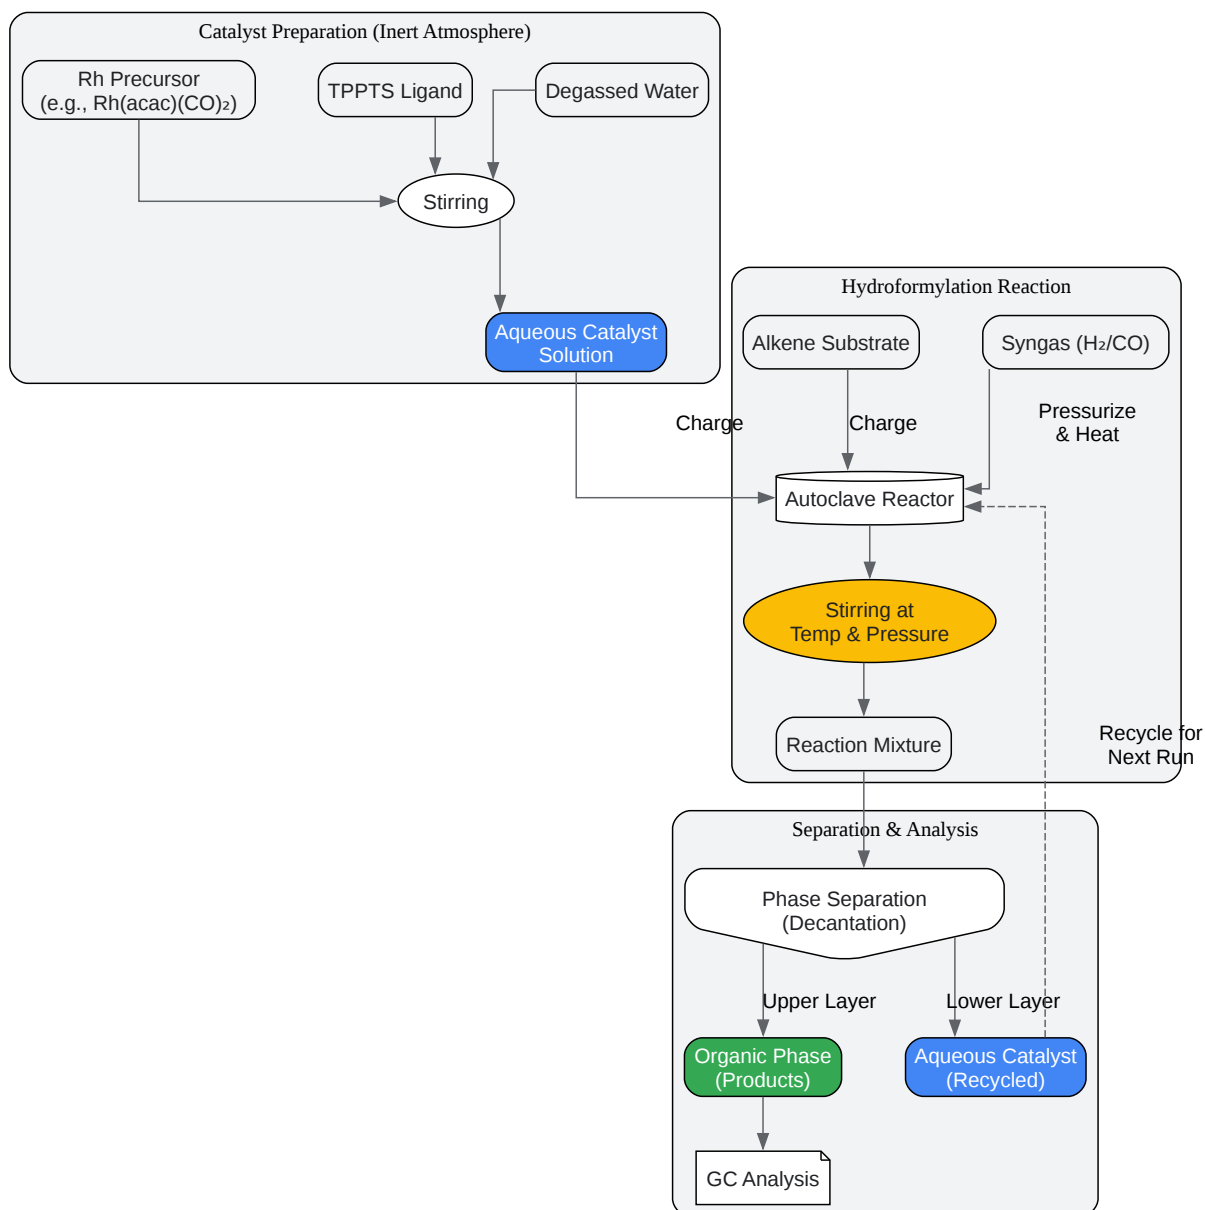 Catalyst Preparation (Inert Atmosphere)
Rh Precursor
(e.g., Rh(acac)(CO)₂)
TPPTS Ligand
Degassed Water
Stirring
Aqueous Catalyst
Solution
Hydroformylation Reaction
Alkene Substrate
Syngas (H₂/CO)
Charge
Charge
Pressurize
& Heat
Autoclave Reactor
Stirring at
Temp & Pressure
Reaction Mixture
Recycle for
Next Run
Separation & Analysis
Phase Separation
(Decantation)
Upper Layer
Lower Layer
Organic Phase
(Products)
Aqueous Catalyst
(Recycled)
GC Analysis